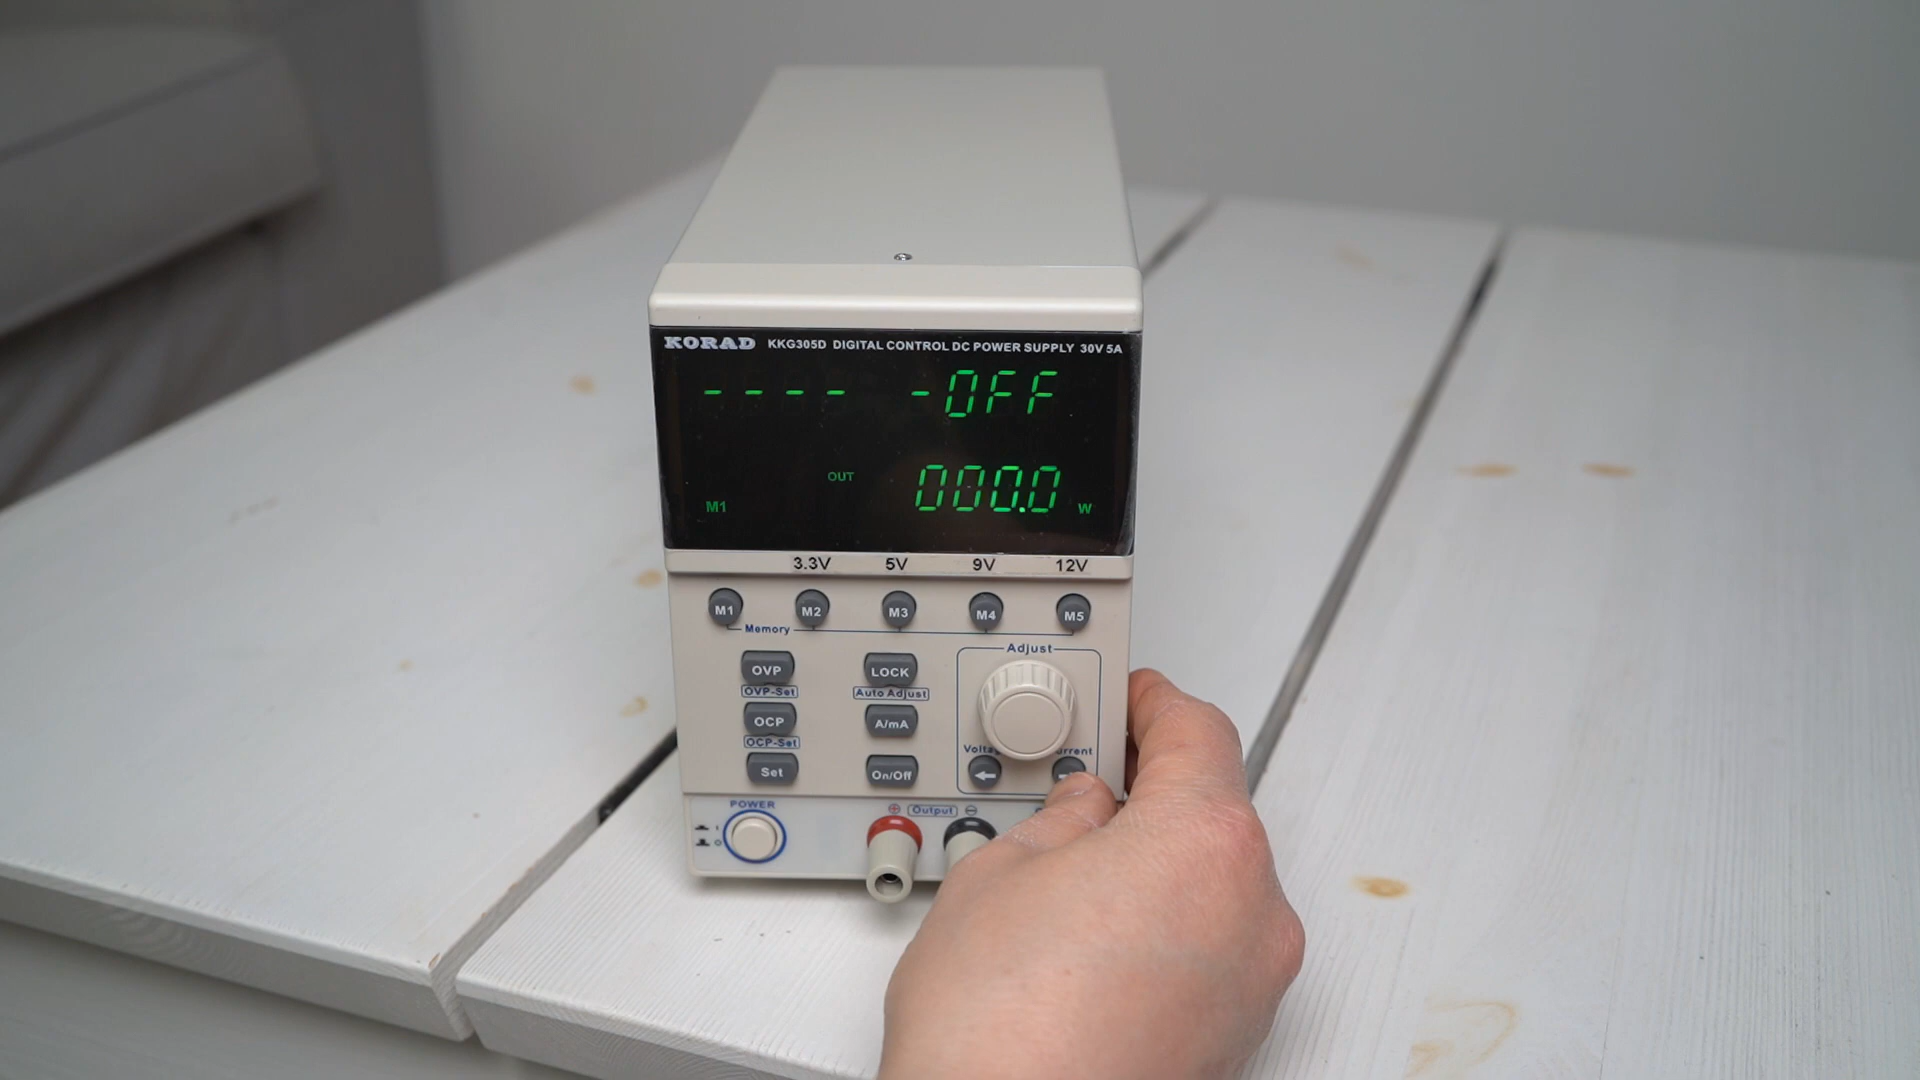 KORAD KKG305D DIGITAL CONTROL DC POWER SUPPLY 30V 5A
- - - - -OFF
OUT 000.0 W
M1
3.3V 5V 9V 12V
M1 M2 M3 M4 M5
Memory
Adjust
OVP LOCK
OVP-Set Auto Adjust
OCP A/mA
OCP-Set
Set On/Off
POWER
Output
1
0